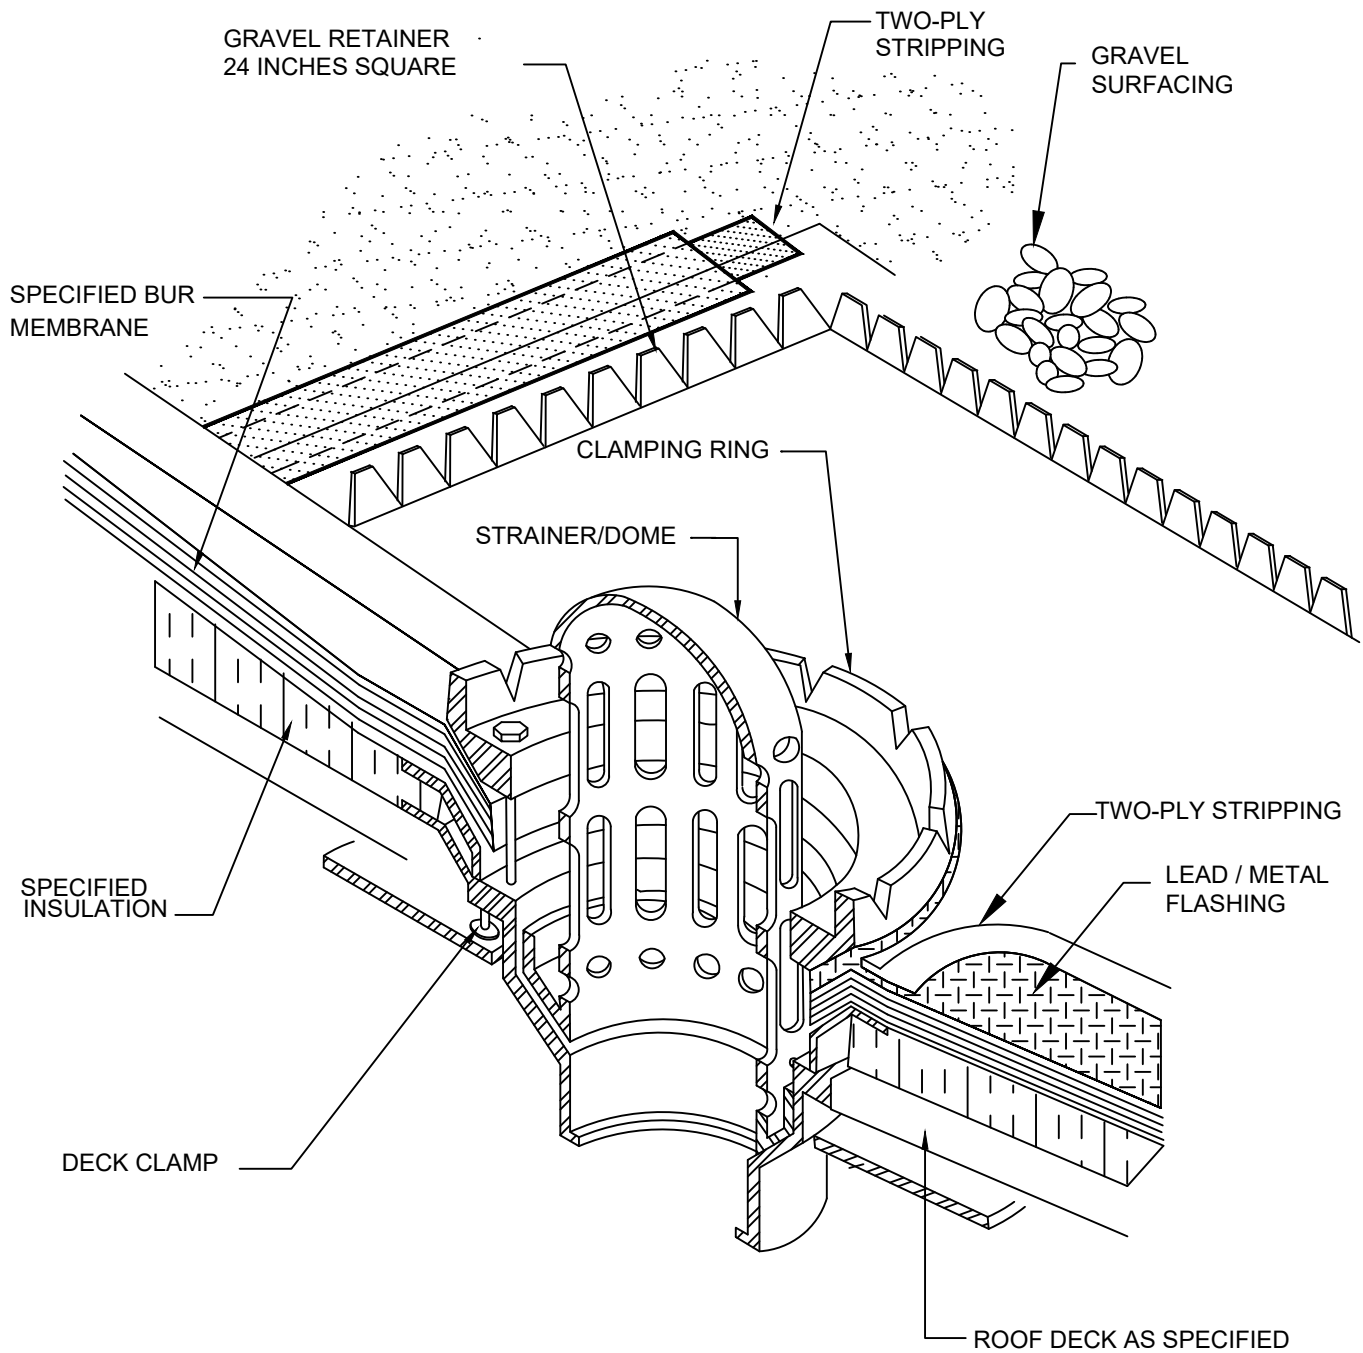 TWO-PLY
STRIPPING
GRAVEL RETAINER
24 INCHES SQUARE
GRAVEL
SURFACING
SPECIFIED BUR
MEMBRANE
CLAMPING RING
STRAINER/DOME
TWO-PLY STRIPPING
LEAD / METAL
FLASHING
SPECIFIED
INSULATION
DECK CLAMP
ROOF DECK AS SPECIFIED